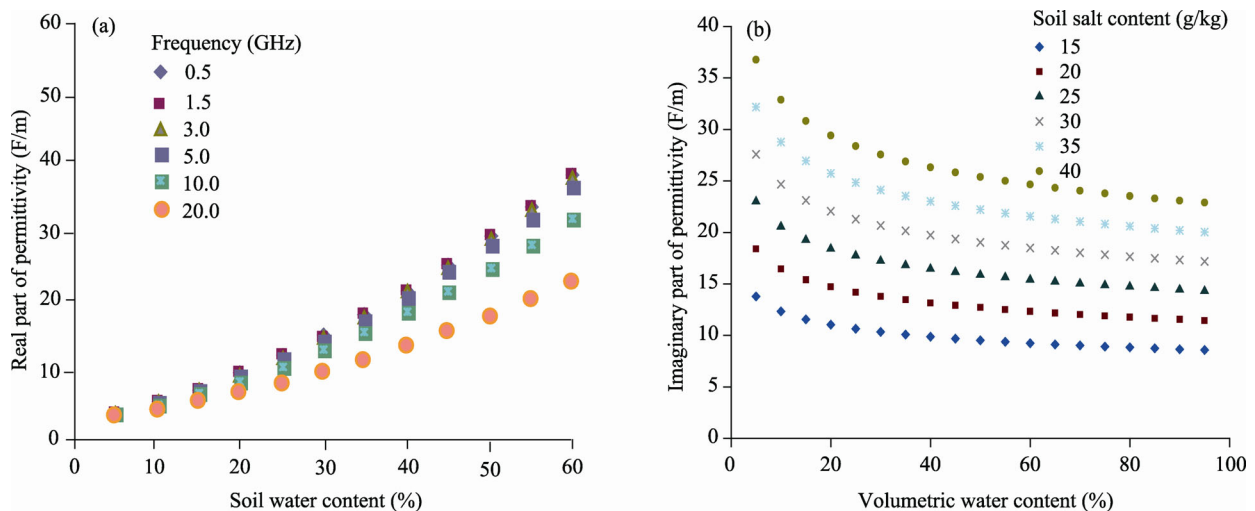 (a)
Frequency (GHz)
0.5
1.5
3.0
5.0
10.0
20.0
Real part of permittivity (F/m)
60
50
40
30
20
10
0
0 10 20 30 40 50 60
Soil water content (%)
(b)
Soil salt content (g/kg)
15
20
25
30
35
40
Imaginary part of permittivity (F/m)
40
35
30
25
20
15
10
5
0
0 20 40 60 80 100
Volumetric water content (%)